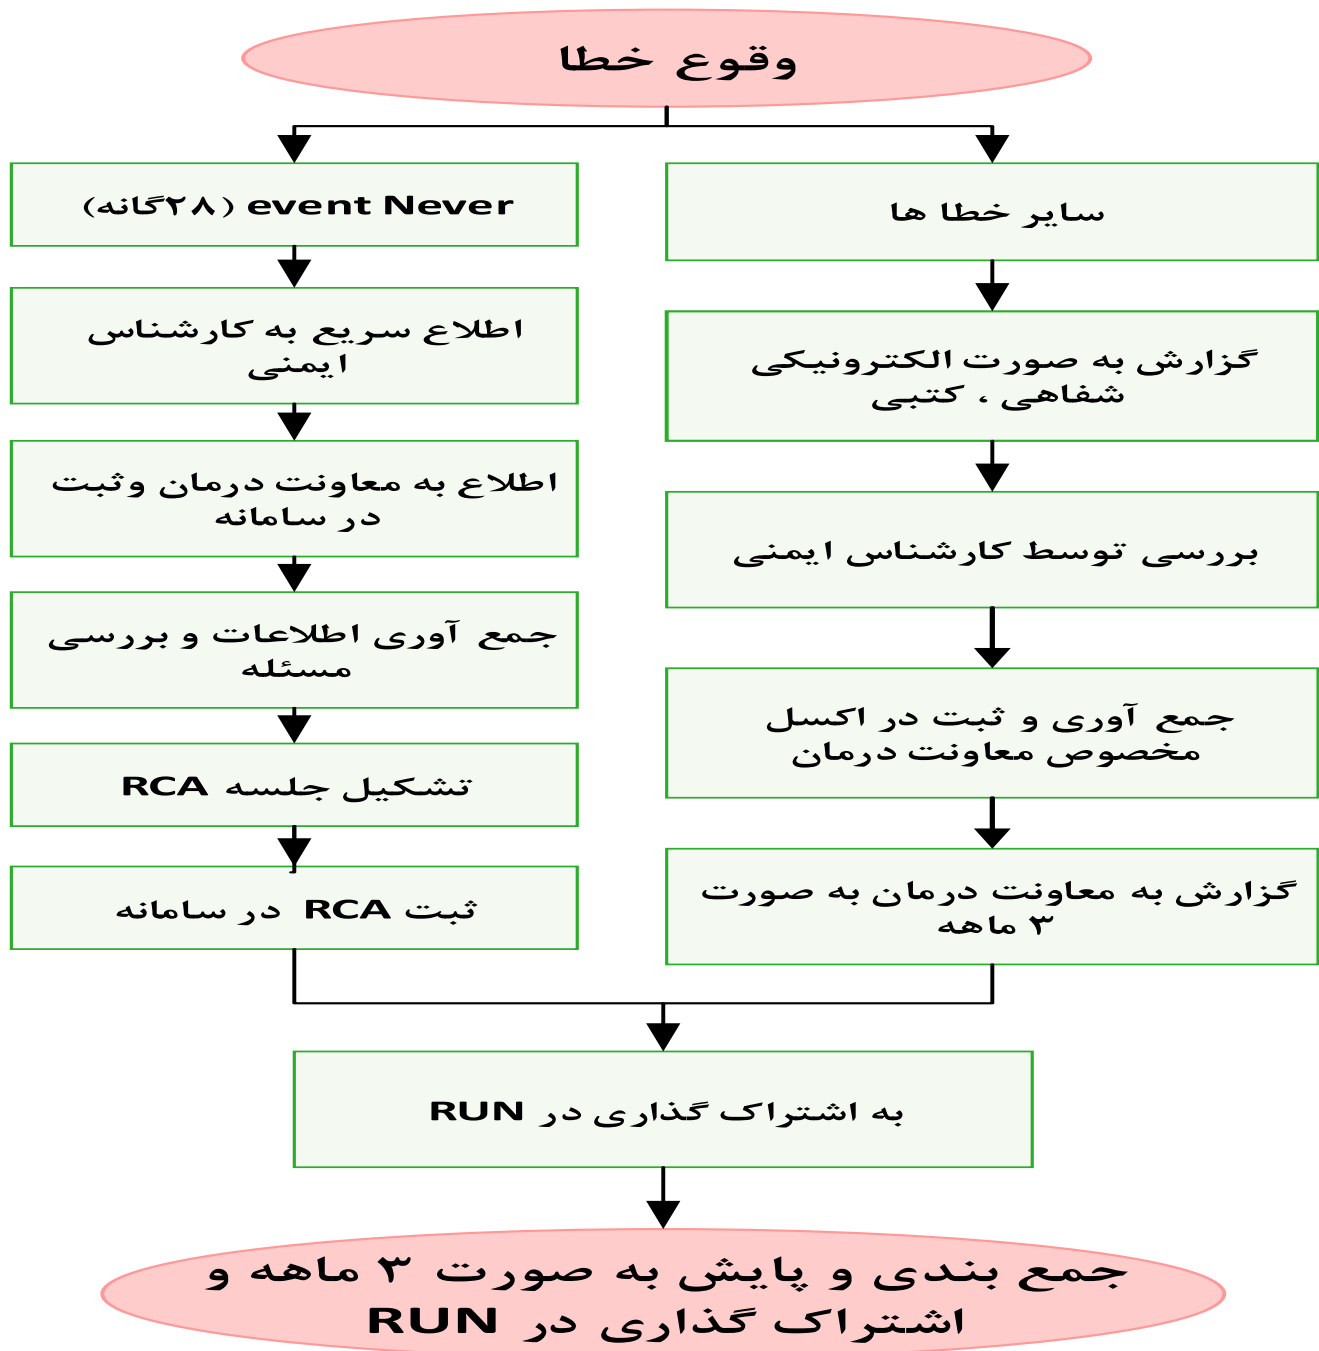 وقوع خطا
سایر خطا ها
گزارش به صورت الکترونیکی
شفاهی ، کتبی
بررسی توسط کارشناس ایمنی
جمع آوری و ثبت در اکسل
مخصوص معاونت درمان
گزارش به معاونت درمان به صورت
۳ ماهه
event Never (۲۸گانه)
اطلاع سریع به کارشناس
ایمنی
اطلاع به معاونت درمان وثبت
در سامانه
جمع آوری اطلاعات و بررسی
مسئله
تشکیل جلسه RCA
ثبت RCA در سامانه
به اشتراک گذاری در RUN
جمع بندی و پایش به صورت ۳ ماهه و
اشتراک گذاری در RUN